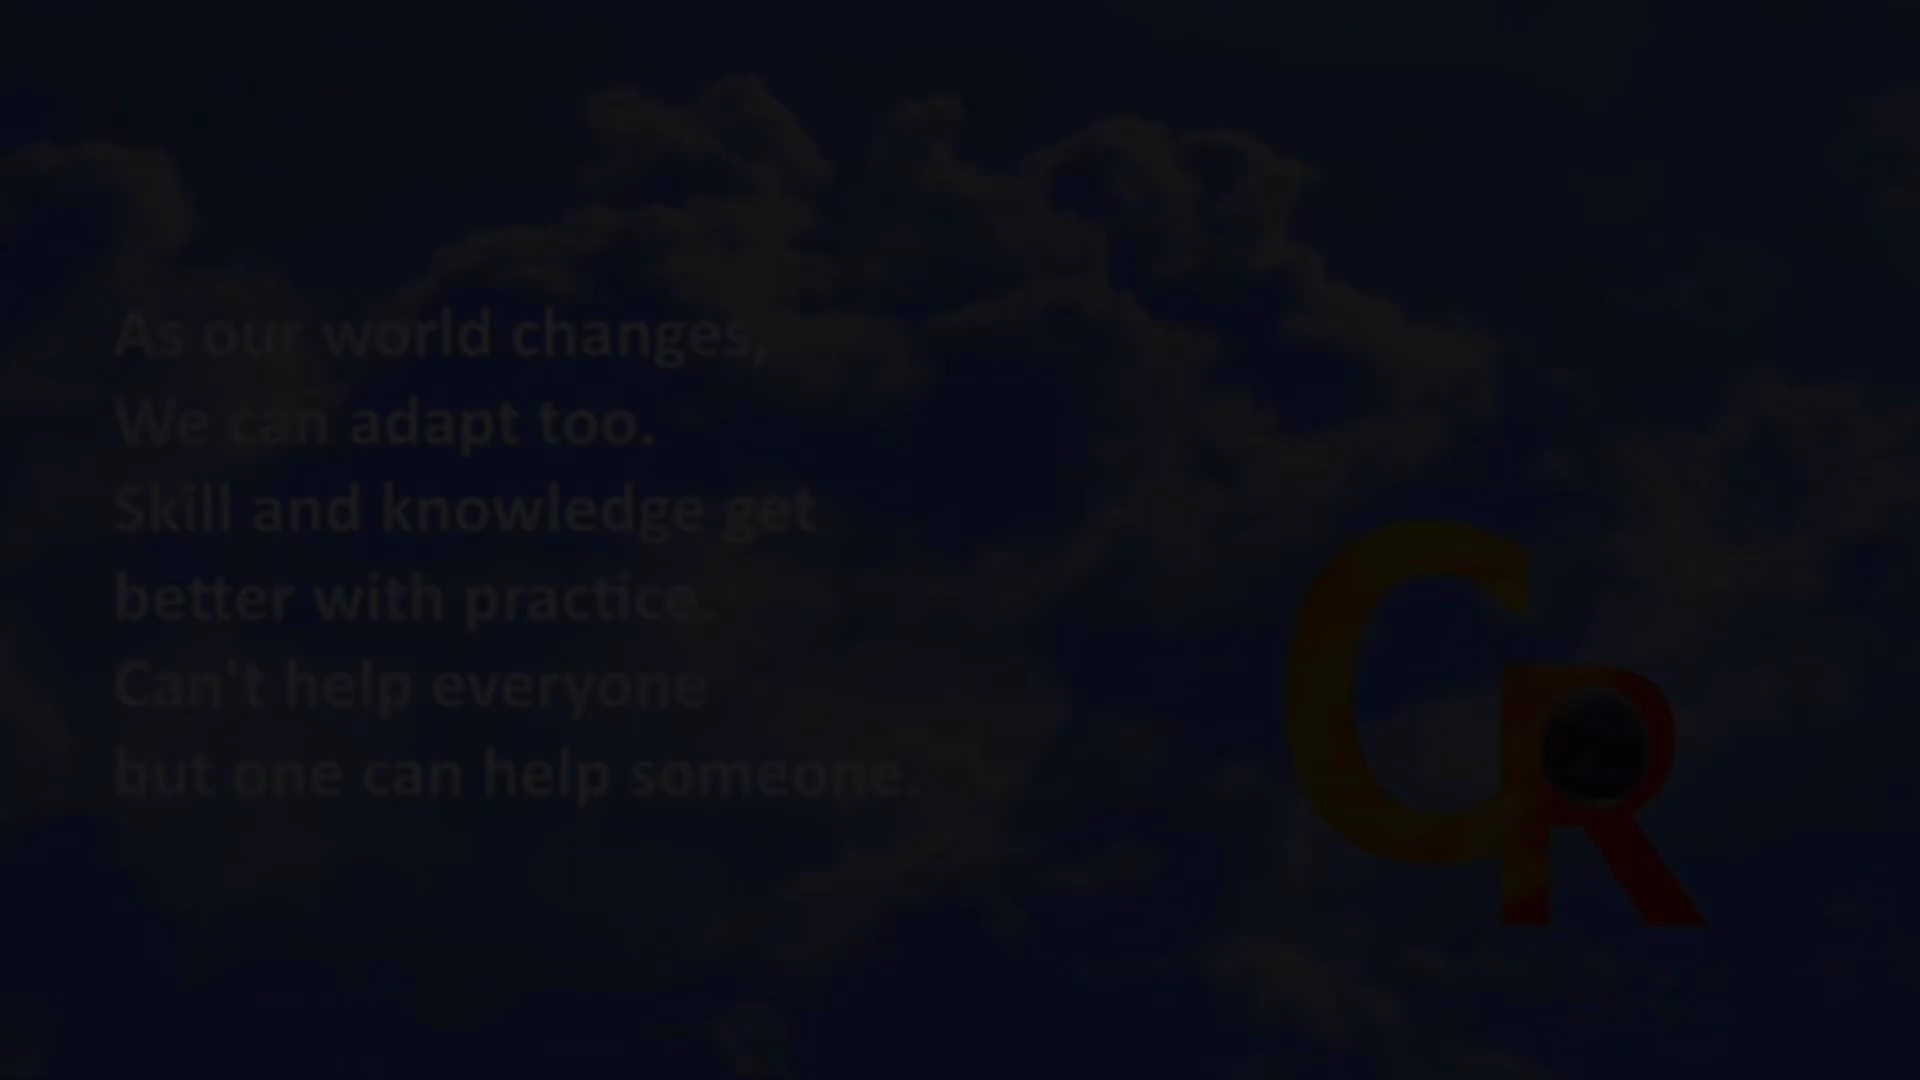 As our world changes,
We can adapt too.
Skill and knowledge get
better with practice.
Can't help everyone
but one can help someone.
CR